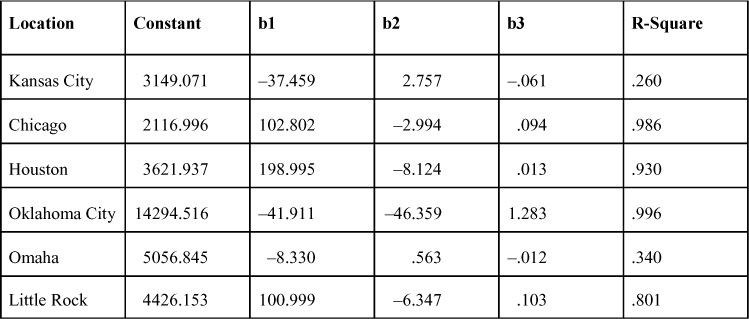 Location Constant b1 b2 b3 R-Square
Kansas City 3149.071 –37.459 2.757 –.061 .260
Chicago 2116.996 102.802 –2.994 .094 .986
Houston 3621.937 198.995 –8.124 .013 .930
Oklahoma City 14294.516 –41.911 –46.359 1.283 .996
Omaha 5056.845 –8.330 .563 –.012 .340
Little Rock 4426.153 100.999 –6.347 .103 .801